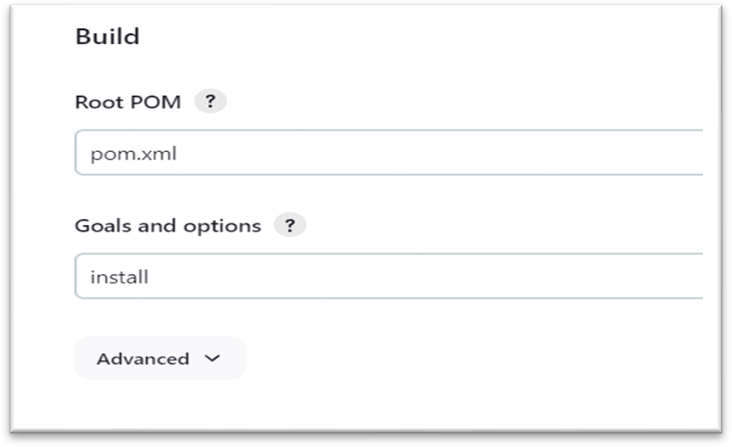 Build
Root POM ?
pom.xml
Goals and options ?
install
Advanced